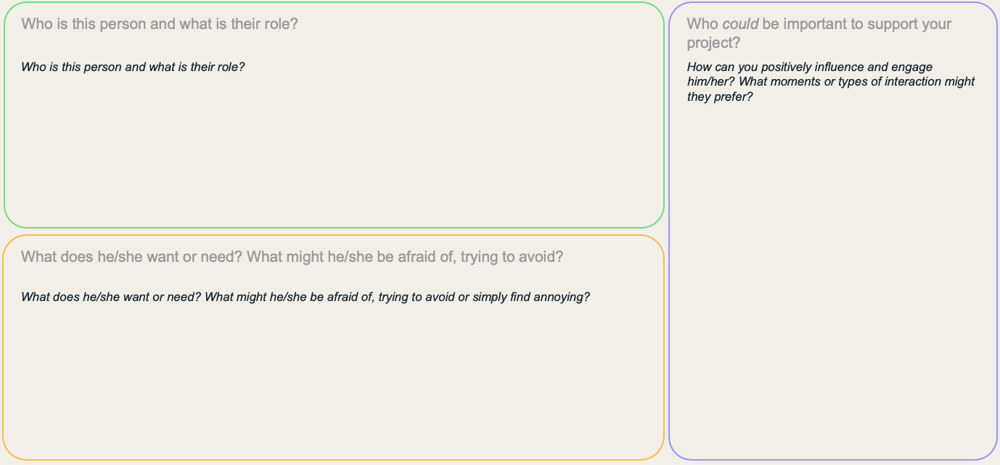 Who is this person and what is their role?
Who is this person and what is their role?
What does he/she want or need? What might he/she be afraid of, trying to avoid?
What does he/she want or need? What might he/she be afraid of, trying to avoid or simply find annoying?
Who could be important to support your
project?
How can you positively influence and engage
him/her? What moments or types of interaction might
they prefer?